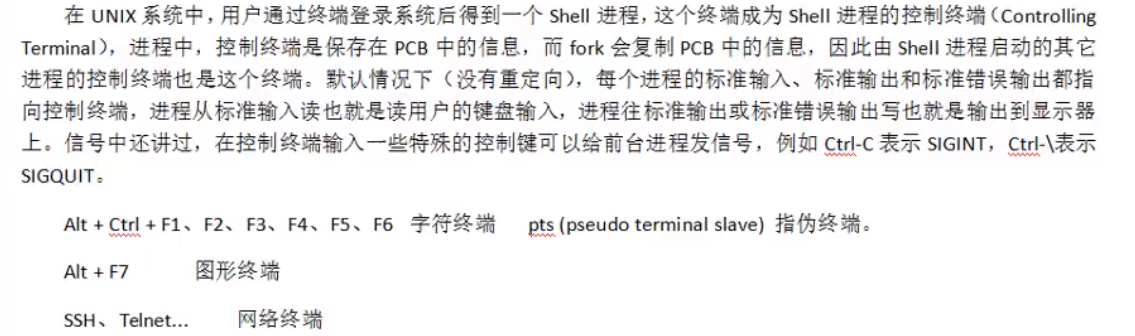 在 UNIX 系统中，用户通过终端登录系统后得到一个 Shell 进程，这个终端成为 Shell 进程的控制终端（Controlling
Terminal），进程中，控制终端是保存在 PCB 中的信息，而 fork 会复制 PCB 中的信息，因此由 Shell 进程启动的其它
进程的控制终端也是这个终端。默认情况下（没有重定向），每个进程的标准输入、标准输出和标准错误输出都指
向控制终端，进程从标准输入读也就是读用户的键盘输入，进程往标准输出或标准错误输出写也就是输出到显示器
上。信号中还讲过，在控制终端输入一些特殊的控制键可以给前台进程发信号，例如 Ctrl-C 表示 SIGINT，Ctrl-\表示
SIGQUIT。
Alt + Ctrl + F1、F2、F3、F4、F5、F6 字符终端 pts (pseudo terminal slave) 指伪终端。
Alt + F7 图形终端
SSH、Telnet... 网络终端